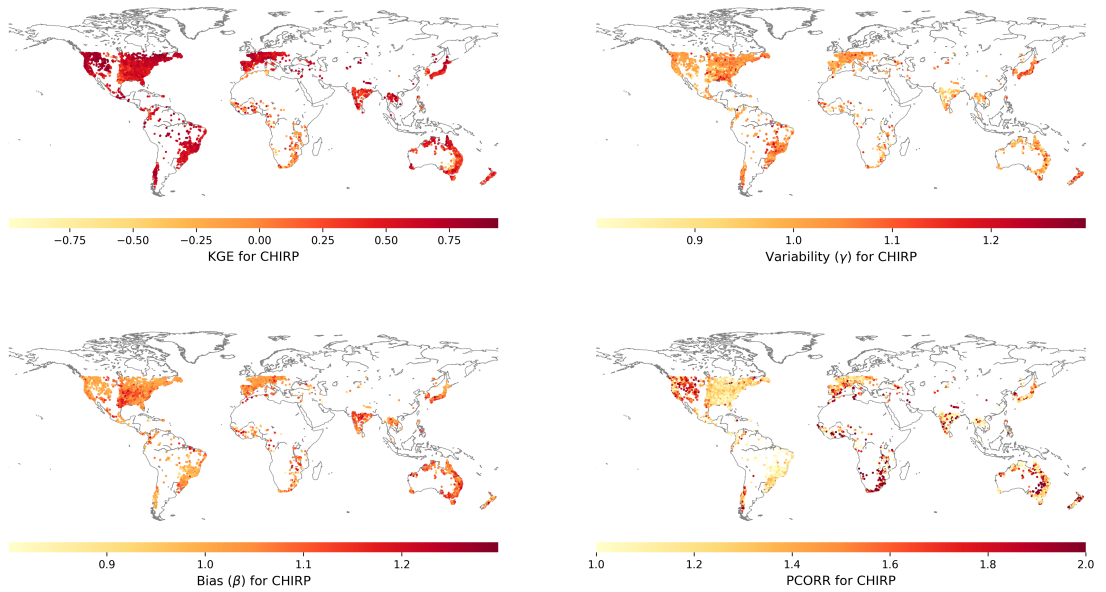 −0.75 −0.50 −0.25 0.00 0.25 0.50 0.75
KGE for CHIRP
0.9 1.0 1.1 1.2
Variability (γ) for CHIRP
0.9 1.0 1.1 1.2
Bias (β) for CHIRP
1.0 1.2 1.4 1.6 1.8 2.0
PCORR for CHIRP